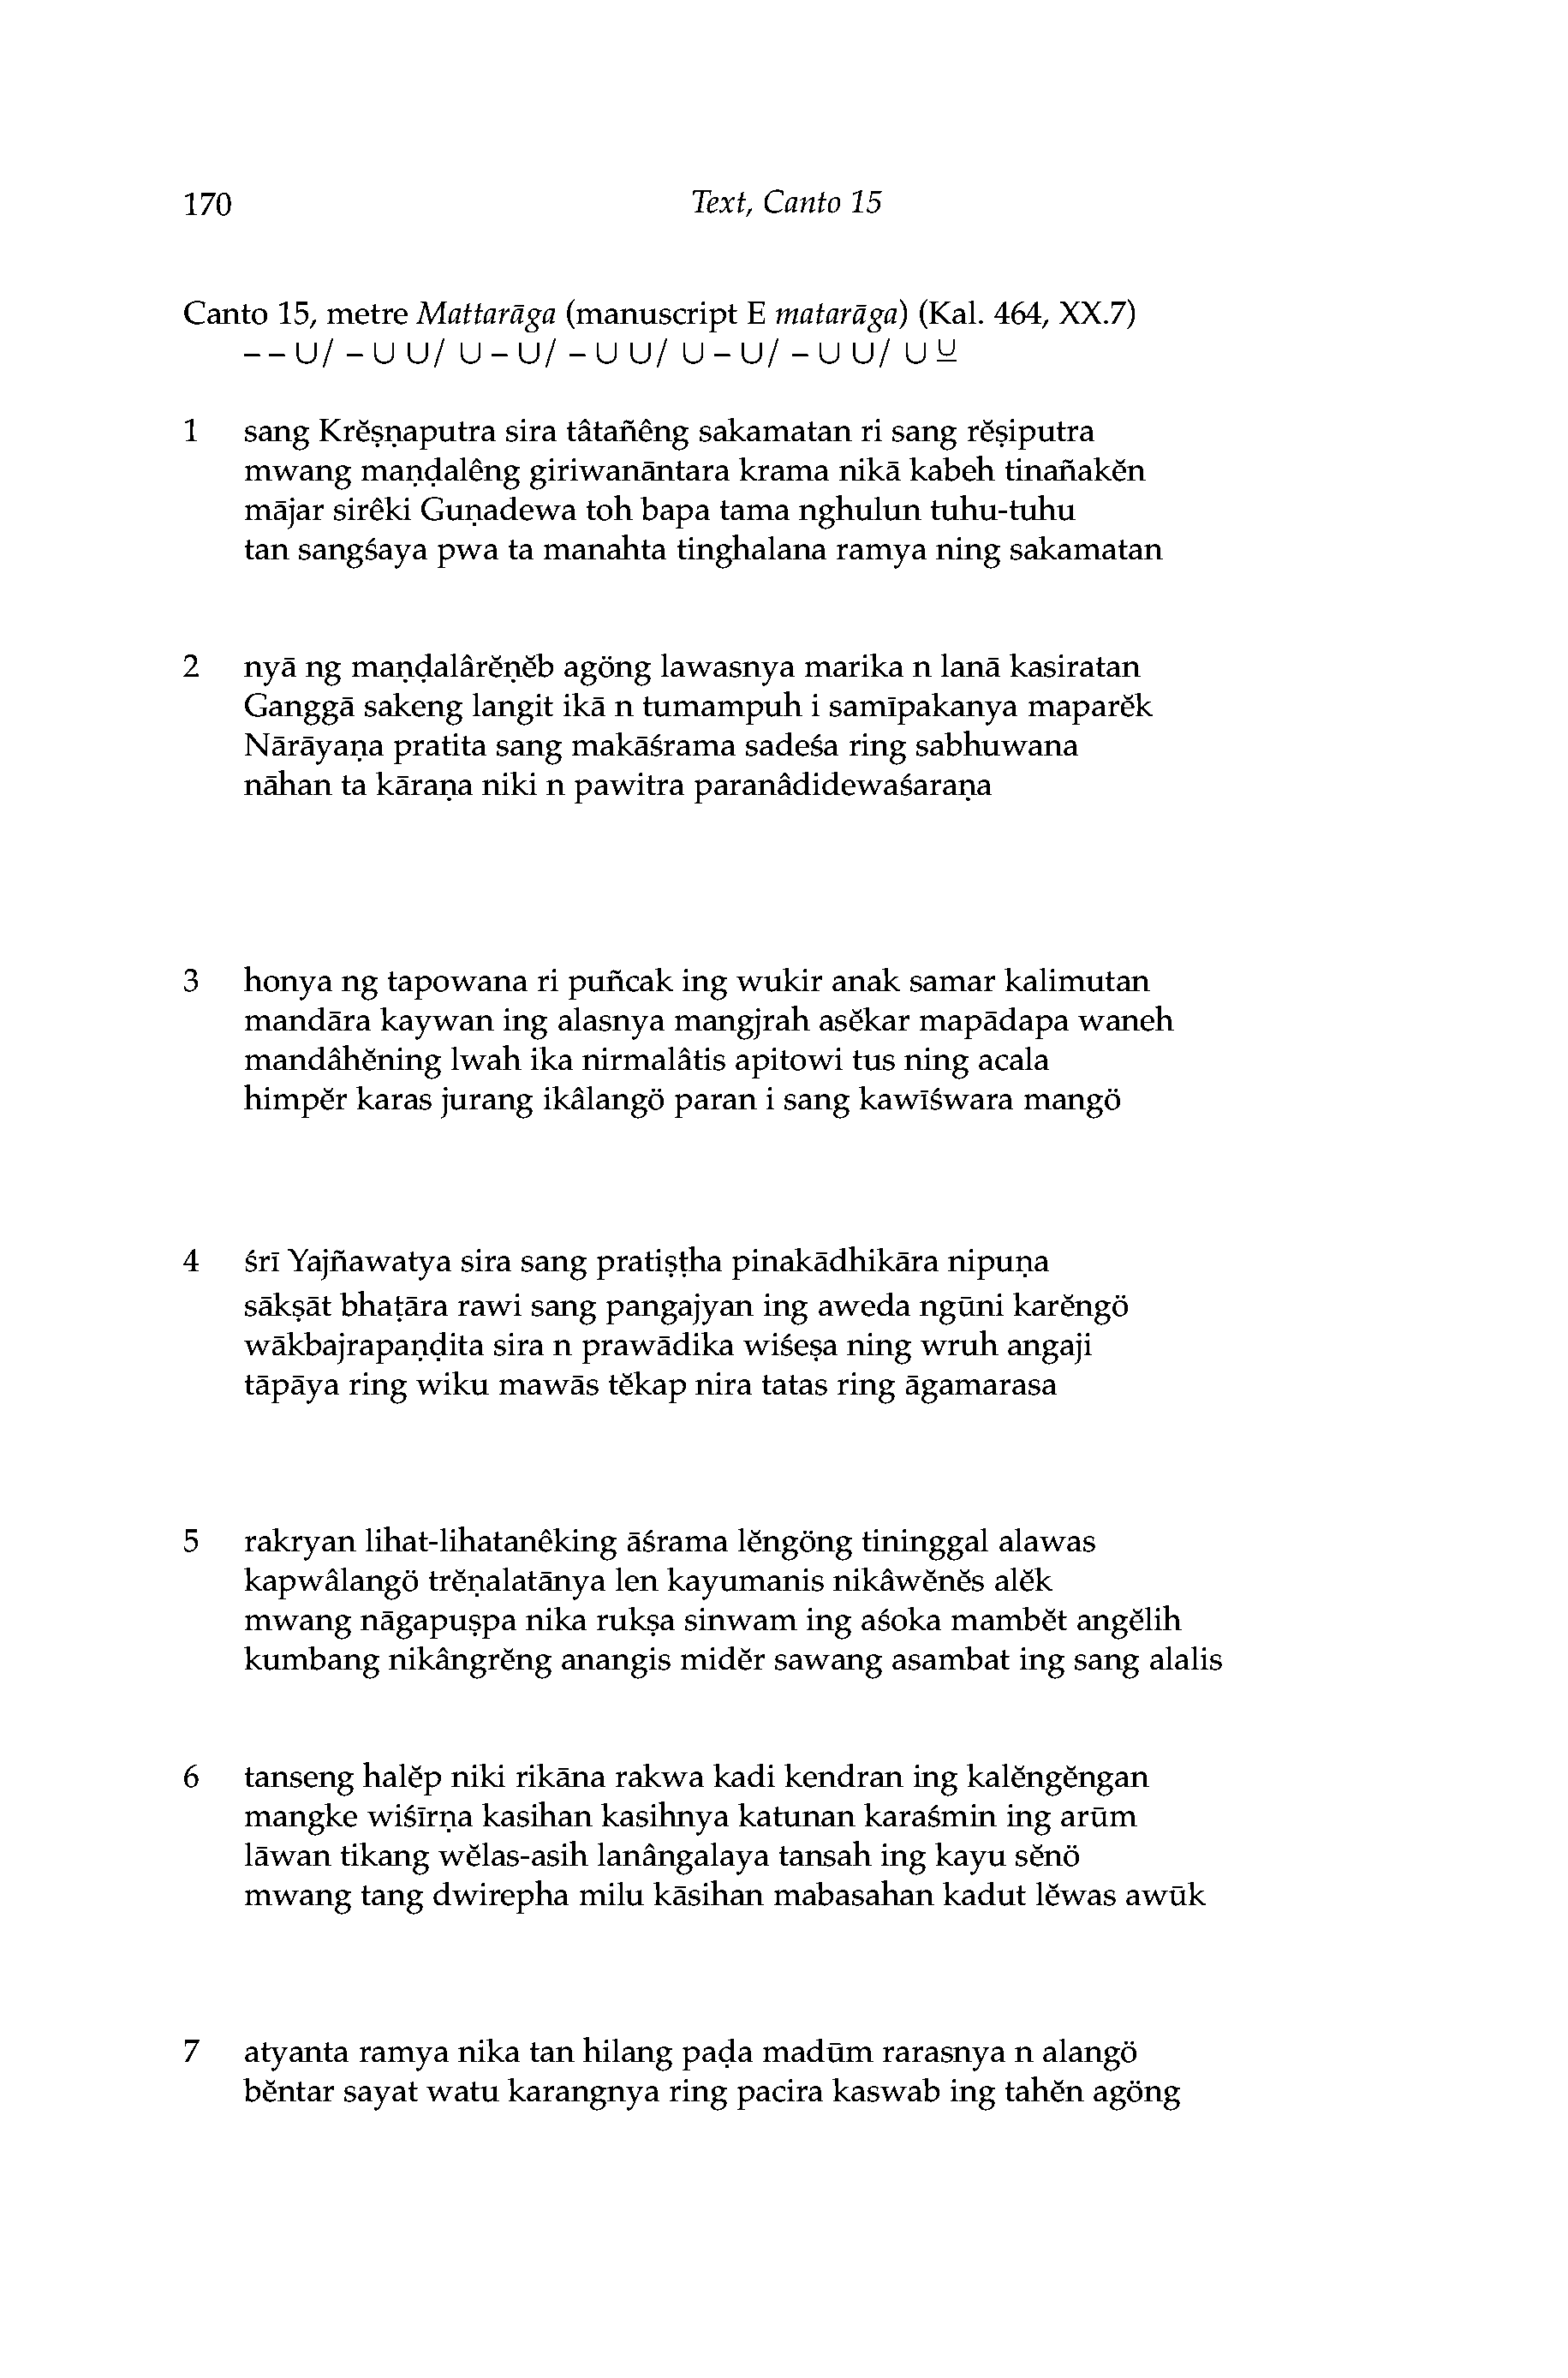 170 Text, Canto 15
Canto 15, metre Mattarāga (manuscript E matarāga) (Kal. 464, XX.7)
– – ∪/ – ∪ ∪/ ∪ – ∪/ – ∪ ∪/ ∪ – ∪/ – ∪ ∪/ ∪ ∪̲
1 sang Krĕṣṇaputra sira tâtañêng sakamatan ri sang rĕṣiputra
mwang maṇḍalêng giriwanāntara krama nikā kabeh tinañakĕn
mājar sirêki Guṇadewa toh bapa tama nghulun tuhu-tuhu
tan sangśaya pwa ta manahta tinghalana ramya ning sakamatan
2 nyā ng maṇḍalârĕṇĕb agöng lawasnya marika n lanā kasiratan
Ganggā sakeng langit ikā n tumampuh i samīpakanya maparĕk
Nārāyaṇa pratita sang makāśrama sadeśa ring sabhuwana
nāhan ta kāraṇa niki n pawitra paranâdidewaśaraṇa
3 honya ng tapowana ri puñcak ing wukir anak samar kalimutan
mandāra kaywan ing alasnya mangjrah asĕkar mapādapa waneh
mandâhĕning lwah ika nirmalâtis apitowi tus ning acala
himpĕr karas jurang ikâlangö paran i sang kawīśwara mangö
4 śrī Yajñawatya sira sang pratiṣṭha pinakādhikāra nipuṇa
sākṣāt bhaṭāra rawi sang pangajyan ing aweda ngūni karĕngö
wākbajrapaṇḍita sira n prawādika wiśeṣa ning wruh angaji
tāpāya ring wiku mawās tĕkap nira tatas ring āgamarasa
5 rakryan lihat-lihatanêking āśrama lĕngöng tininggal alawas
kapwâlangö trĕṇalatānya len kayumanis nikâwĕnĕs alĕk
mwang nāgapuṣpa nika rukṣa sinwam ing aśoka mambĕt angĕlih
kumbang nikângrĕng anangis midĕr sawang asambat ing sang alalis
6 tanseng halĕp niki rikāna rakwa kadi kendran ing kalĕngĕngan
mangke wiśīrṇa kasihan kasihnya katunan karaśmin ing arūm
lāwan tikang wĕlas-asih lanângalaya tansah ing kayu sĕnö
mwang tang dwirepha milu kāsihan mabasahan kadut lĕwas awūk
7 atyanta ramya nika tan hilang paḍa madūm rarasnya n alangö
bĕntar sayat watu karangnya ring pacira kaswab ing tahĕn agöng